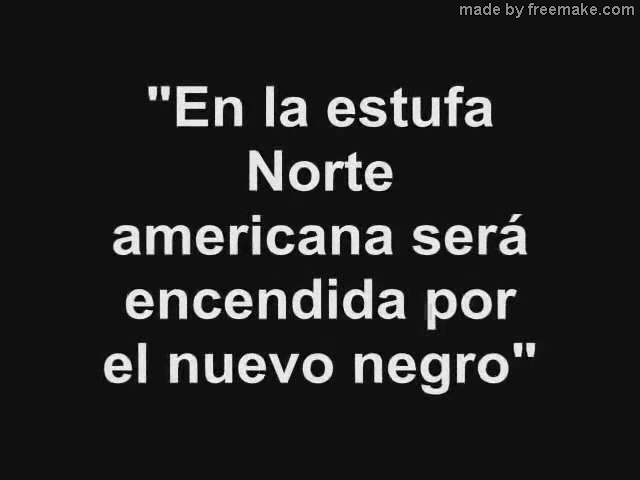 made by freemake.com
"En la estufa
Norte
americana será
encendida por
el nuevo negro"